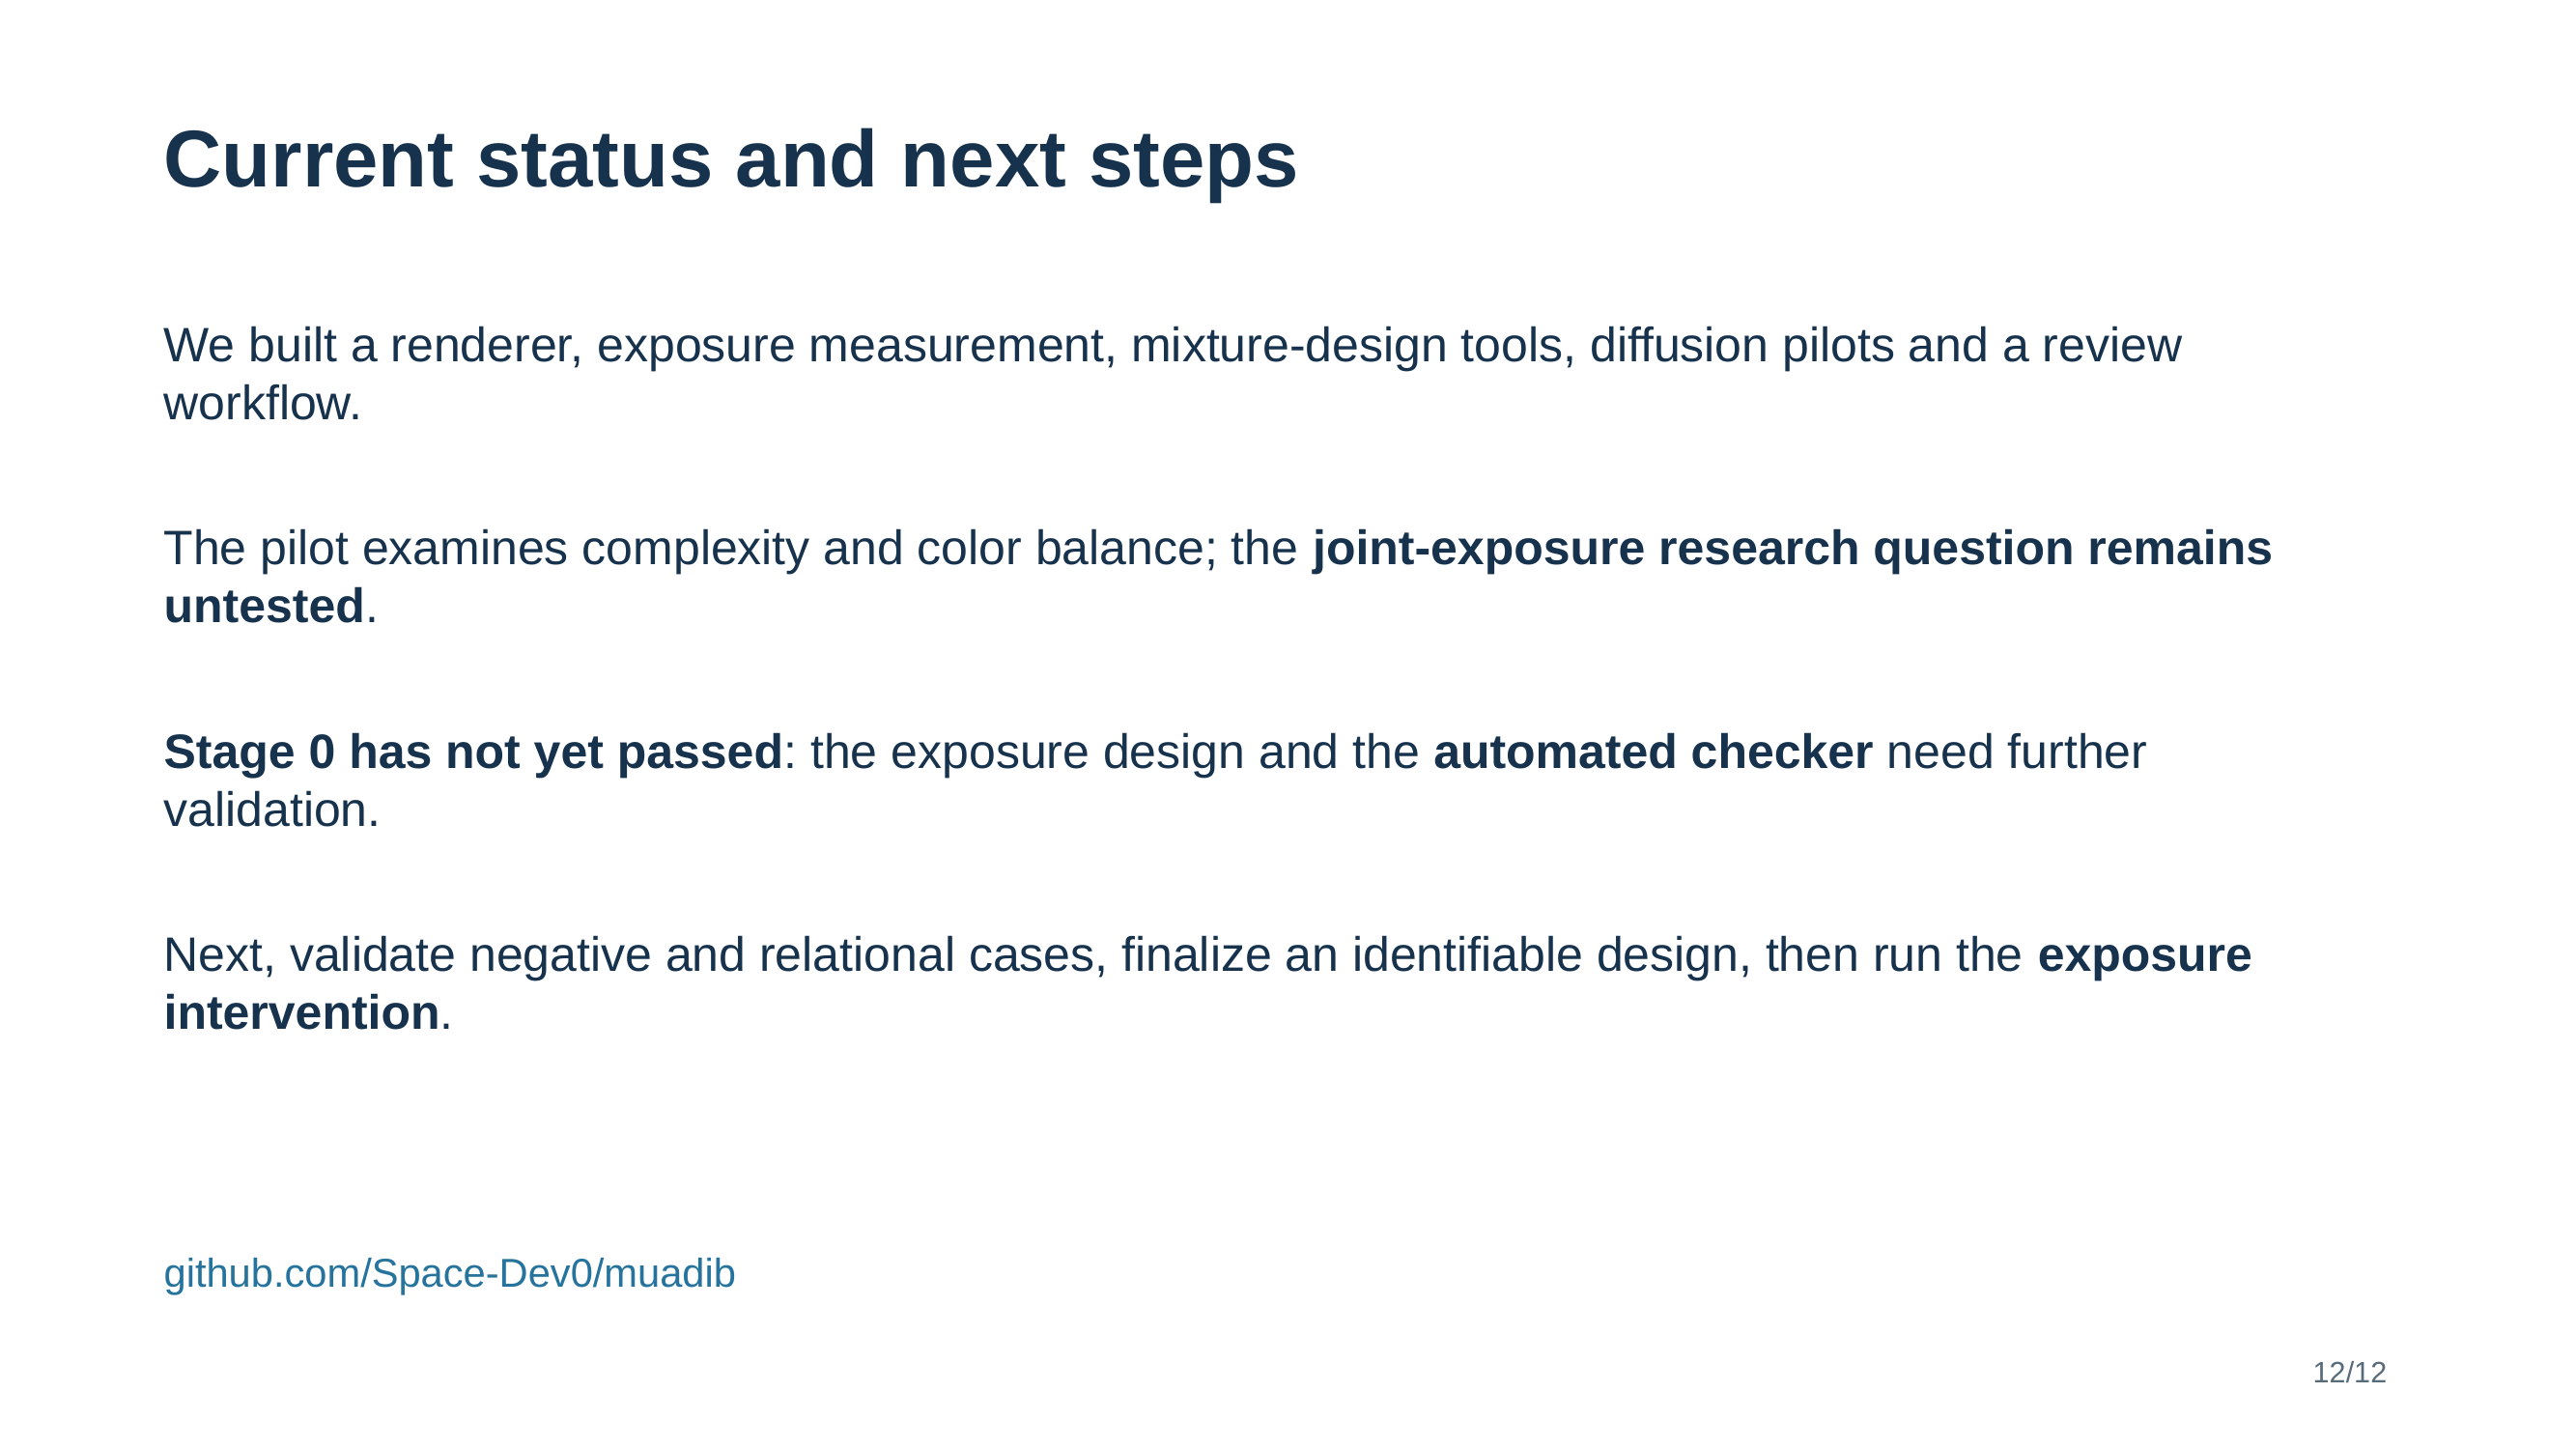 Current status and next steps
We built a renderer, exposure measurement, mixture-design tools, diffusion pilots and a review
workflow.
The pilot examines complexity and color balance; the joint-exposure research question remains
untested.
Stage 0 has not yet passed: the exposure design and the automated checker need further
validation.
Next, validate negative and relational cases, finalize an identifiable design, then run the exposure
intervention.
github.com/Space-Dev0/muadib
12/12